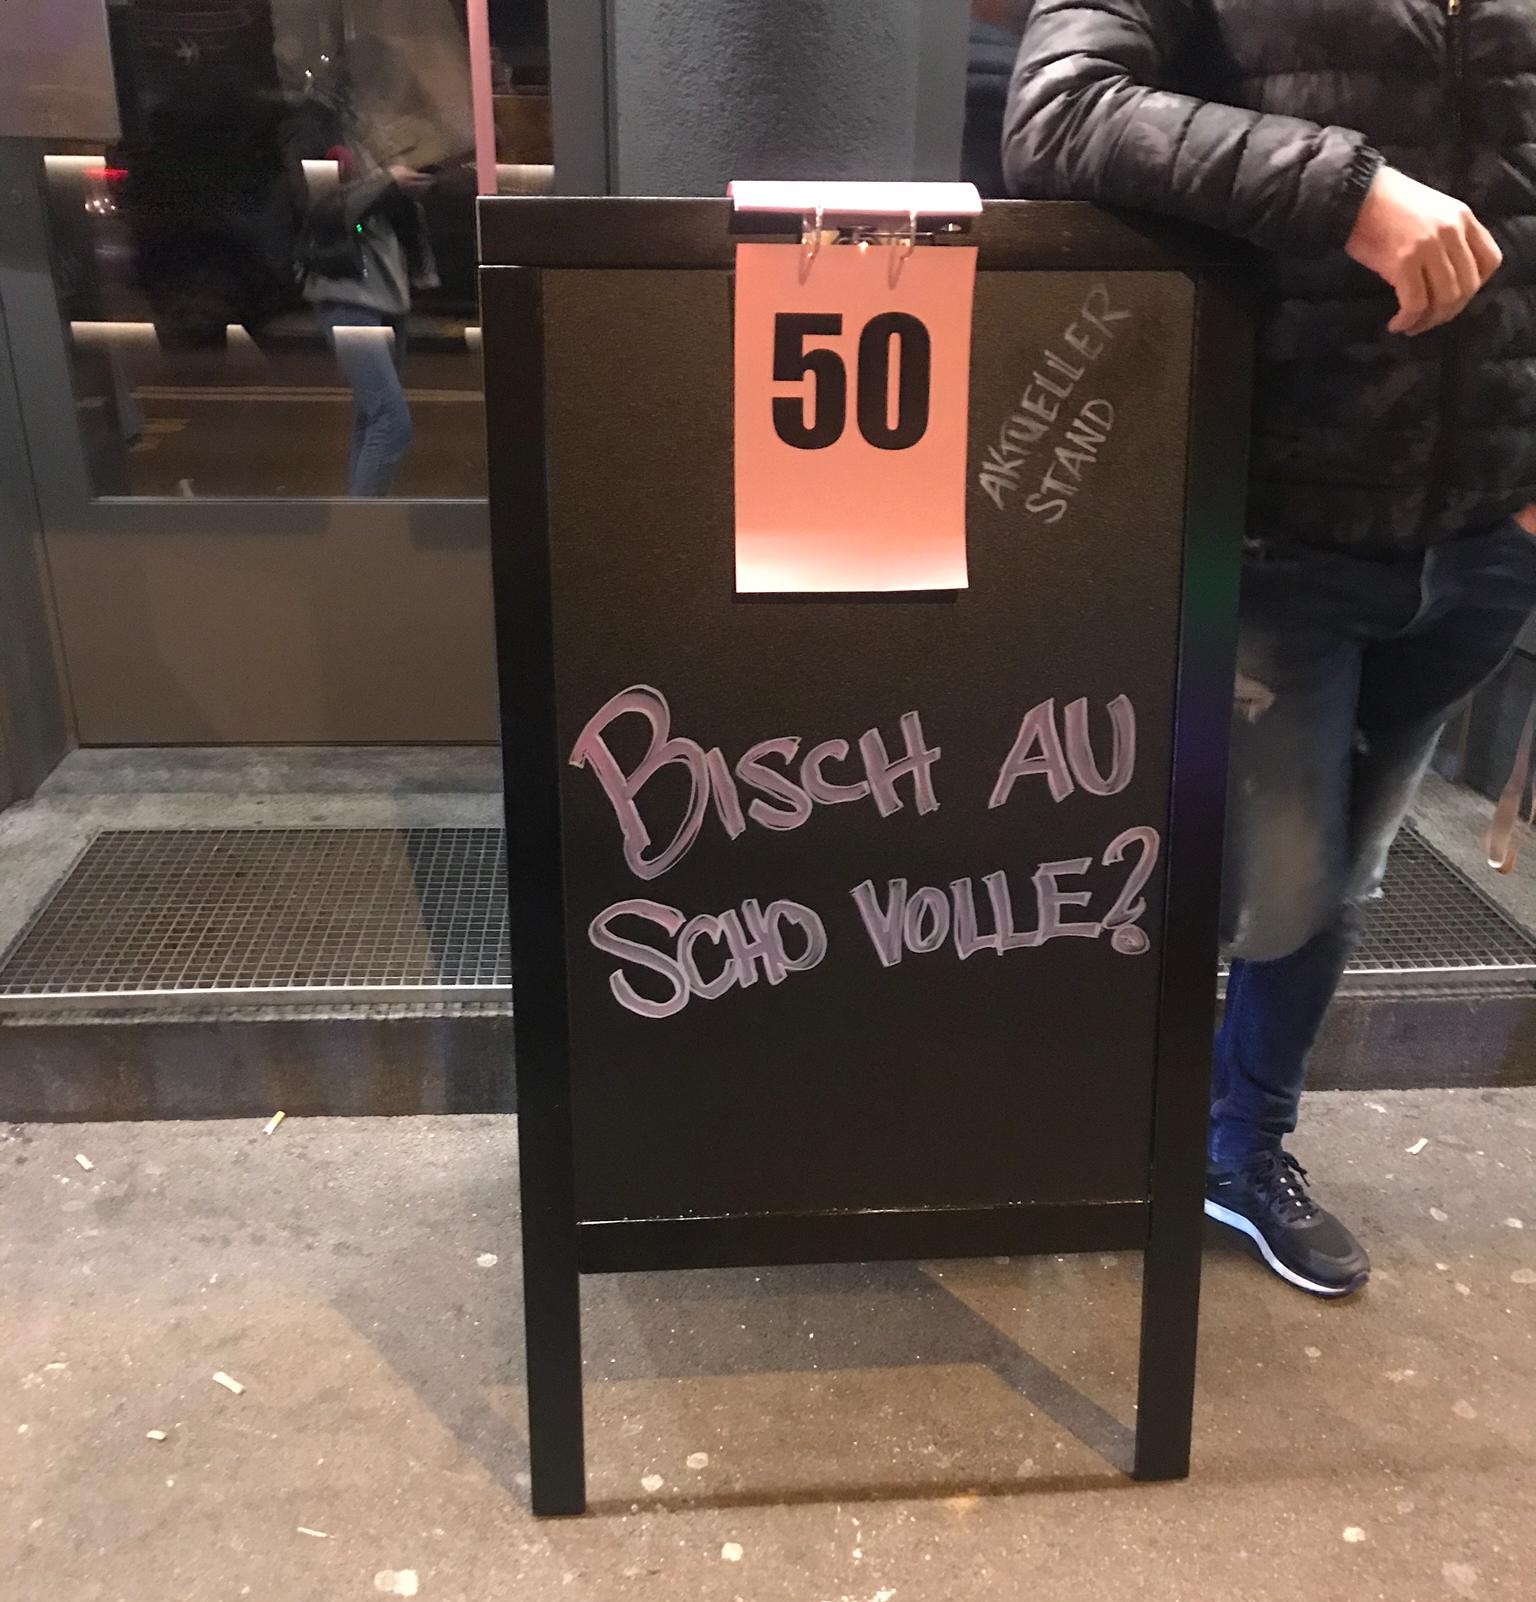 50
AKTUELLER
STAND
BISCH AU
SCHO VOLLE?